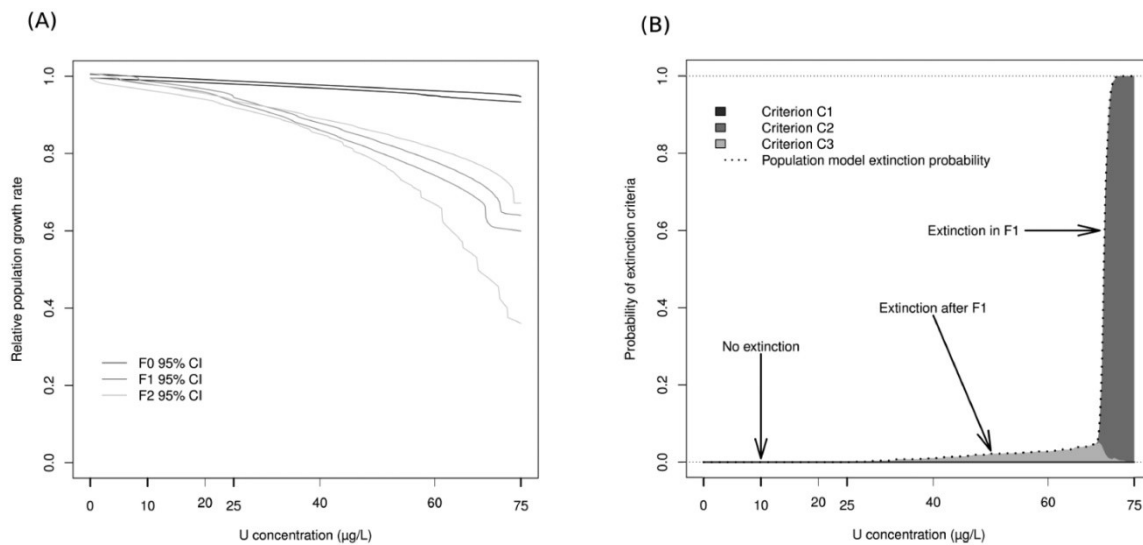 (A)
Relative population growth rate
1.0
0.8
0.6
0.4
0.2
0.0
F0 95% CI
F1 95% CI
F2 95% CI
0 10 20 25 40 60 75
U concentration (µg/L)
(B)
Probability of extinction criteria
1.0
0.8
0.6
0.4
0.2
0.0
Criterion C1
Criterion C2
Criterion C3
Population model extinction probability
Extinction in F1
Extinction after F1
No extinction
0 10 20 25 40 60 75
U concentration (µg/L)